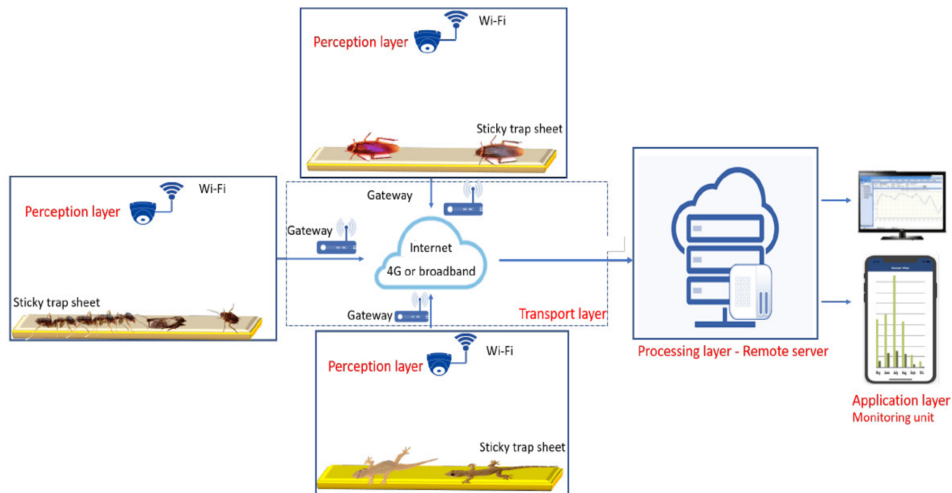 Wi-Fi
Perception layer
Sticky trap sheet
Wi-Fi
Perception layer
Gateway
Gateway
Sticky trap sheet
Internet
4G or broadband
Gateway
Transport layer
Wi-Fi
Perception layer
Sticky trap sheet
Processing layer - Remote server
Application layer
Monitoring unit